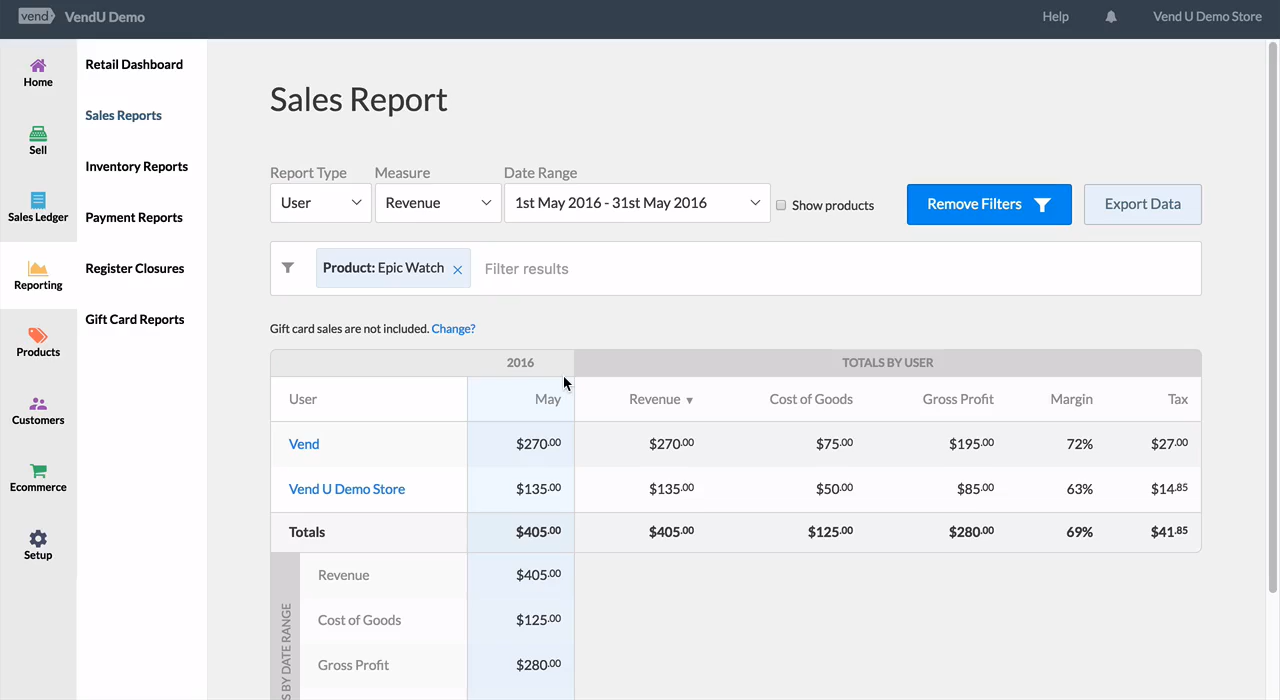 vend VendU Demo Help Vend U Demo Store
Home
Sell
Sales Ledger
Reporting
Products
Customers
Ecommerce
Setup
Retail Dashboard
Sales Reports
Inventory Reports
Payment Reports
Register Closures
Gift Card Reports
Sales Report
Report Type Measure Date Range
User Revenue 1st May 2016 - 31st May 2016 Show products Remove Filters Export Data
Product: Epic Watch × Filter results
Gift card sales are not included. Change?
2016 TOTALS BY USER
User May Revenue ▼ Cost of Goods Gross Profit Margin Tax
Vend $270.00 $270.00 $75.00 $195.00 72% $27.00
Vend U Demo Store $135.00 $135.00 $50.00 $85.00 63% $14.85
Totals $405.00 $405.00 $125.00 $280.00 69% $41.85
Revenue $405.00
Cost of Goods $125.00
Gross Profit $280.00
S BY DATE RANGE